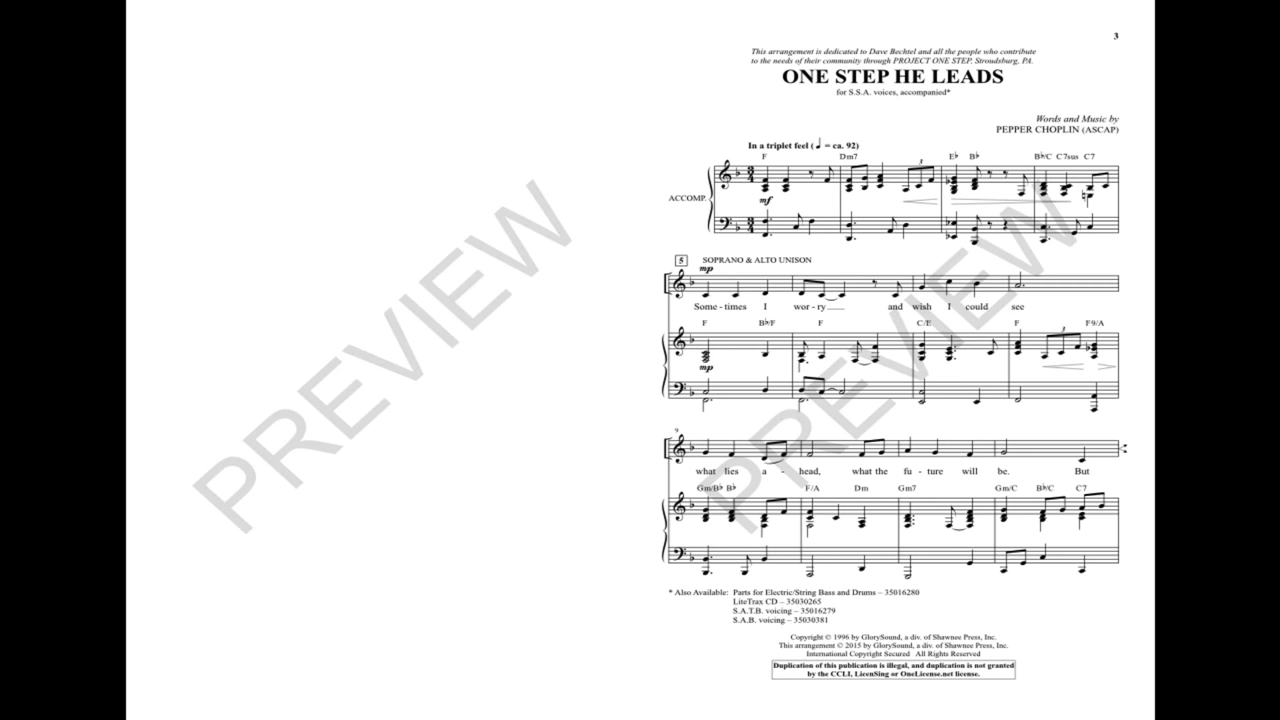 3
This arrangement is dedicated to Dave Bechtel and all the people who contribute
to the needs of their community through PROJECT ONE STEP, Stroudsburg, PA.
ONE STEP HE LEADS
for S.S.A. voices, accompanied*
Words and Music by
PEPPER CHOPLIN (ASCAP)
In a triplet feel (♩ = ca. 92)
F Dm7 E♭ B♭ B♭/C C7sus C7
3
ACCOMP.
mf
5 SOPRANO & ALTO UNISON
mp
Some - times I wor - ry and wish I could see
F B♭/F F C/E F F9/A
3
mp
9
what lies a - head, what the fu - ture will be. But
Gm/B♭ B♭ F/A Dm Gm7 Gm/C B♭/C C7
* Also Available: Parts for Electric/String Bass and Drums – 35016280
LiteTrax CD – 35030265
S.A.T.B. voicing – 35016279
S.A.B. voicing – 35030381
Copyright © 1996 by GlorySound, a div. of Shawnee Press, Inc.
This arrangement © 2015 by GlorySound, a div. of Shawnee Press, Inc.
International Copyright Secured All Rights Reserved
Duplication of this publication is illegal, and duplication is not granted
by the CCLI, LicenSing or OneLicense.net license.
PREVIEW
PREVIEW